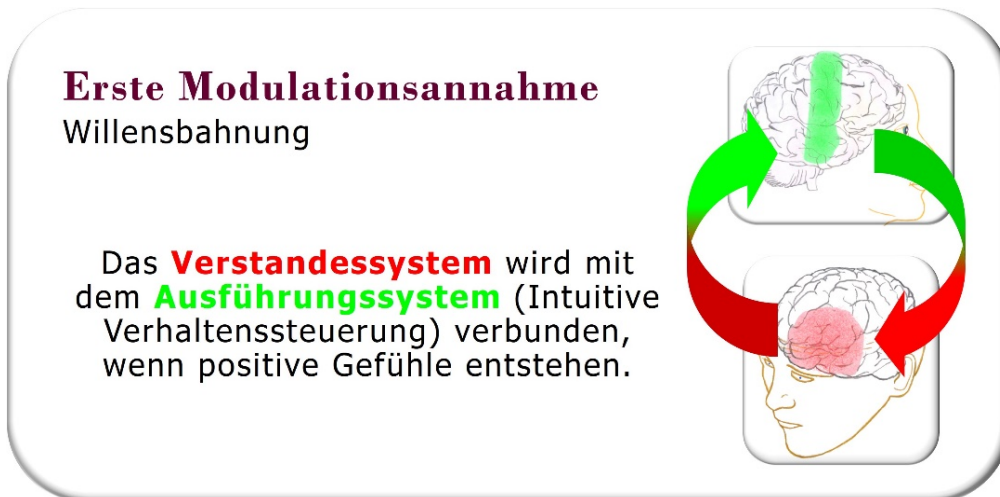 Erste Modulationsannahme
Willensbahnung
Das Verstandessystem wird mit
dem Ausführungssystem (Intuitive
Verhaltenssteuerung) verbunden,
wenn positive Gefühle entstehen.